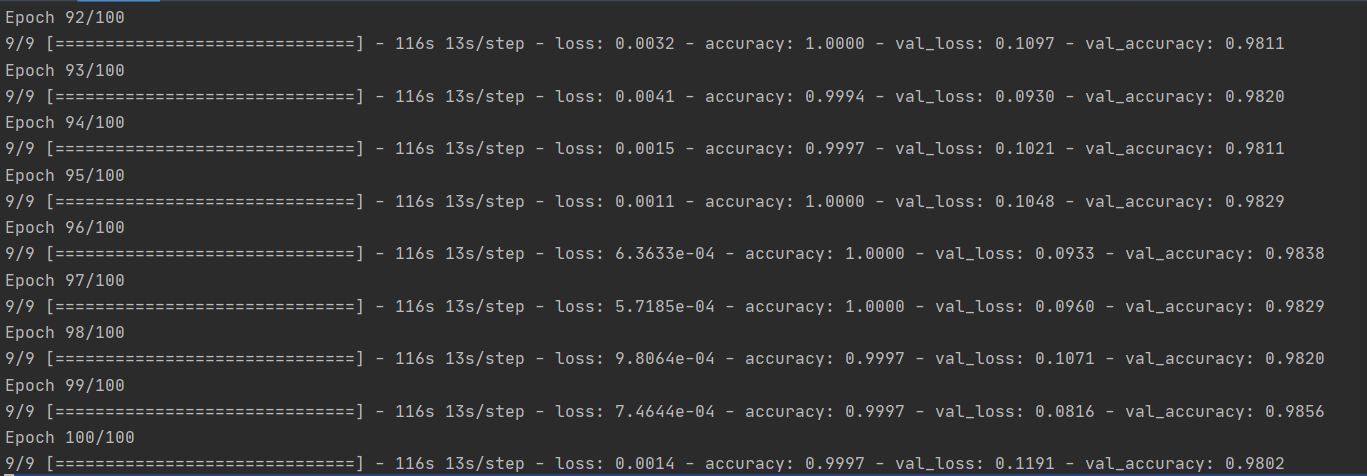 Epoch 92/100
9/9 [==============================] - 116s 13s/step - loss: 0.0032 - accuracy: 1.0000 - val_loss: 0.1097 - val_accuracy: 0.9811
Epoch 93/100
9/9 [==============================] - 116s 13s/step - loss: 0.0041 - accuracy: 0.9994 - val_loss: 0.0930 - val_accuracy: 0.9820
Epoch 94/100
9/9 [==============================] - 116s 13s/step - loss: 0.0015 - accuracy: 0.9997 - val_loss: 0.1021 - val_accuracy: 0.9811
Epoch 95/100
9/9 [==============================] - 116s 13s/step - loss: 0.0011 - accuracy: 1.0000 - val_loss: 0.1048 - val_accuracy: 0.9829
Epoch 96/100
9/9 [==============================] - 116s 13s/step - loss: 6.3633e-04 - accuracy: 1.0000 - val_loss: 0.0933 - val_accuracy: 0.9838
Epoch 97/100
9/9 [==============================] - 116s 13s/step - loss: 5.7185e-04 - accuracy: 1.0000 - val_loss: 0.0960 - val_accuracy: 0.9829
Epoch 98/100
9/9 [==============================] - 116s 13s/step - loss: 9.8064e-04 - accuracy: 0.9997 - val_loss: 0.1071 - val_accuracy: 0.9820
Epoch 99/100
9/9 [==============================] - 116s 13s/step - loss: 7.4644e-04 - accuracy: 0.9997 - val_loss: 0.0816 - val_accuracy: 0.9856
Epoch 100/100
9/9 [==============================] - 116s 13s/step - loss: 0.0014 - accuracy: 0.9997 - val_loss: 0.1191 - val_accuracy: 0.9802